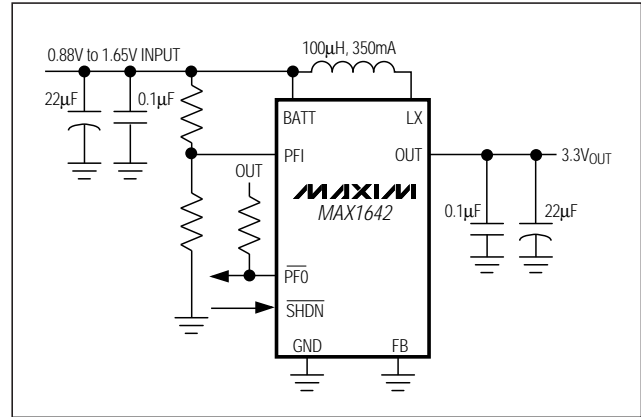 0.88V to 1.65V INPUT
100µH, 350mA
22µF
0.1µF
BATT
LX
PFI
OUT
OUT
3.3VOUT
MAXIM
MAX1642
0.1µF
22µF
PF0
SHDN
GND
FB